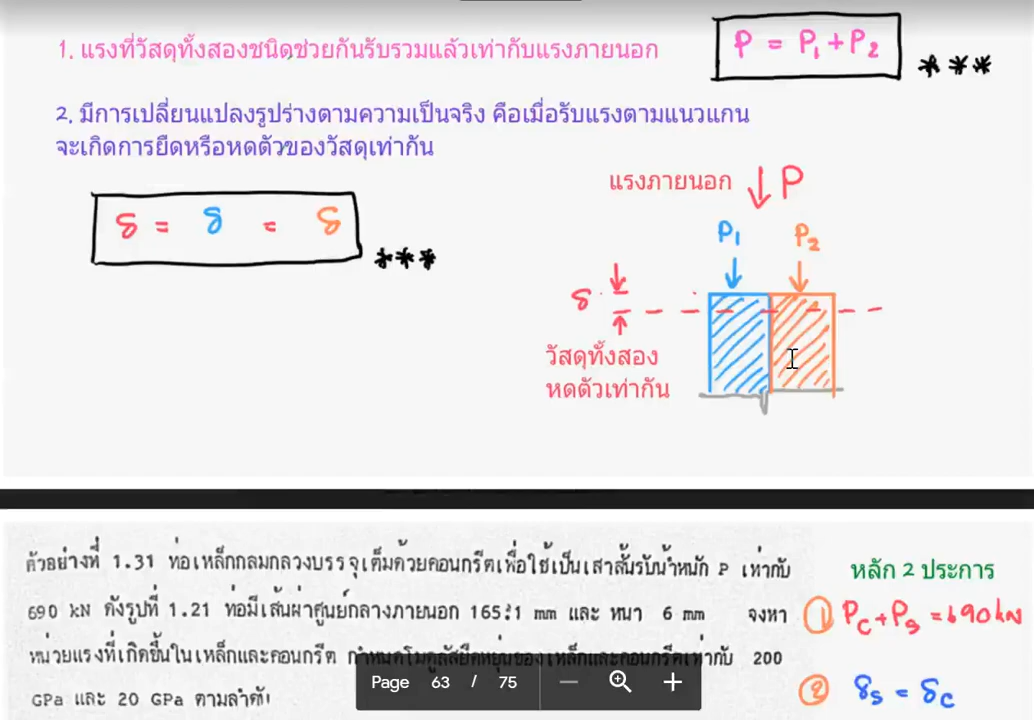 1. แรงที่วัสดุทั้งสองชนิดช่วยกันรับรวมแล้วเท่ากับแรงภายนอก
P = P1 + P2
***
2. มีการเปลี่ยนแปลงรูปร่างตามความเป็นจริง คือเมื่อรับแรงตามแนวแกน
จะเกิดการยืดหรือหดตัวของวัสดุเท่ากัน
δ = δ = δ
***
แรงภายนอก ↓ P
P1 P2
δ
วัสดุทั้งสอง
หดตัวเท่ากัน
ตัวอย่างที่ 1.31 ท่อเหล็กกลมกลวงบรรจุเต็มด้วยคอนกรีตเพื่อใช้เป็นเสาสั้นรับน้ำหนัก P เท่ากับ
690 kN ดังรูปที่ 1.21 ท่อมีเส้นผ่าศูนย์กลางภายนอก 165.1 mm และ หนา 6 mm จงหา
หน่วยแรงที่เกิดขึ้นในเหล็กและคอนกรีต กำหนดโมดูลัสยืดหยุ่นของเหล็กและคอนกรีตเท่ากับ 200
GPa และ 20 GPa ตามลำดับ
หลัก 2 ประการ
① Pc + Ps = 690 kN
② δs = δc
Page 63 / 75